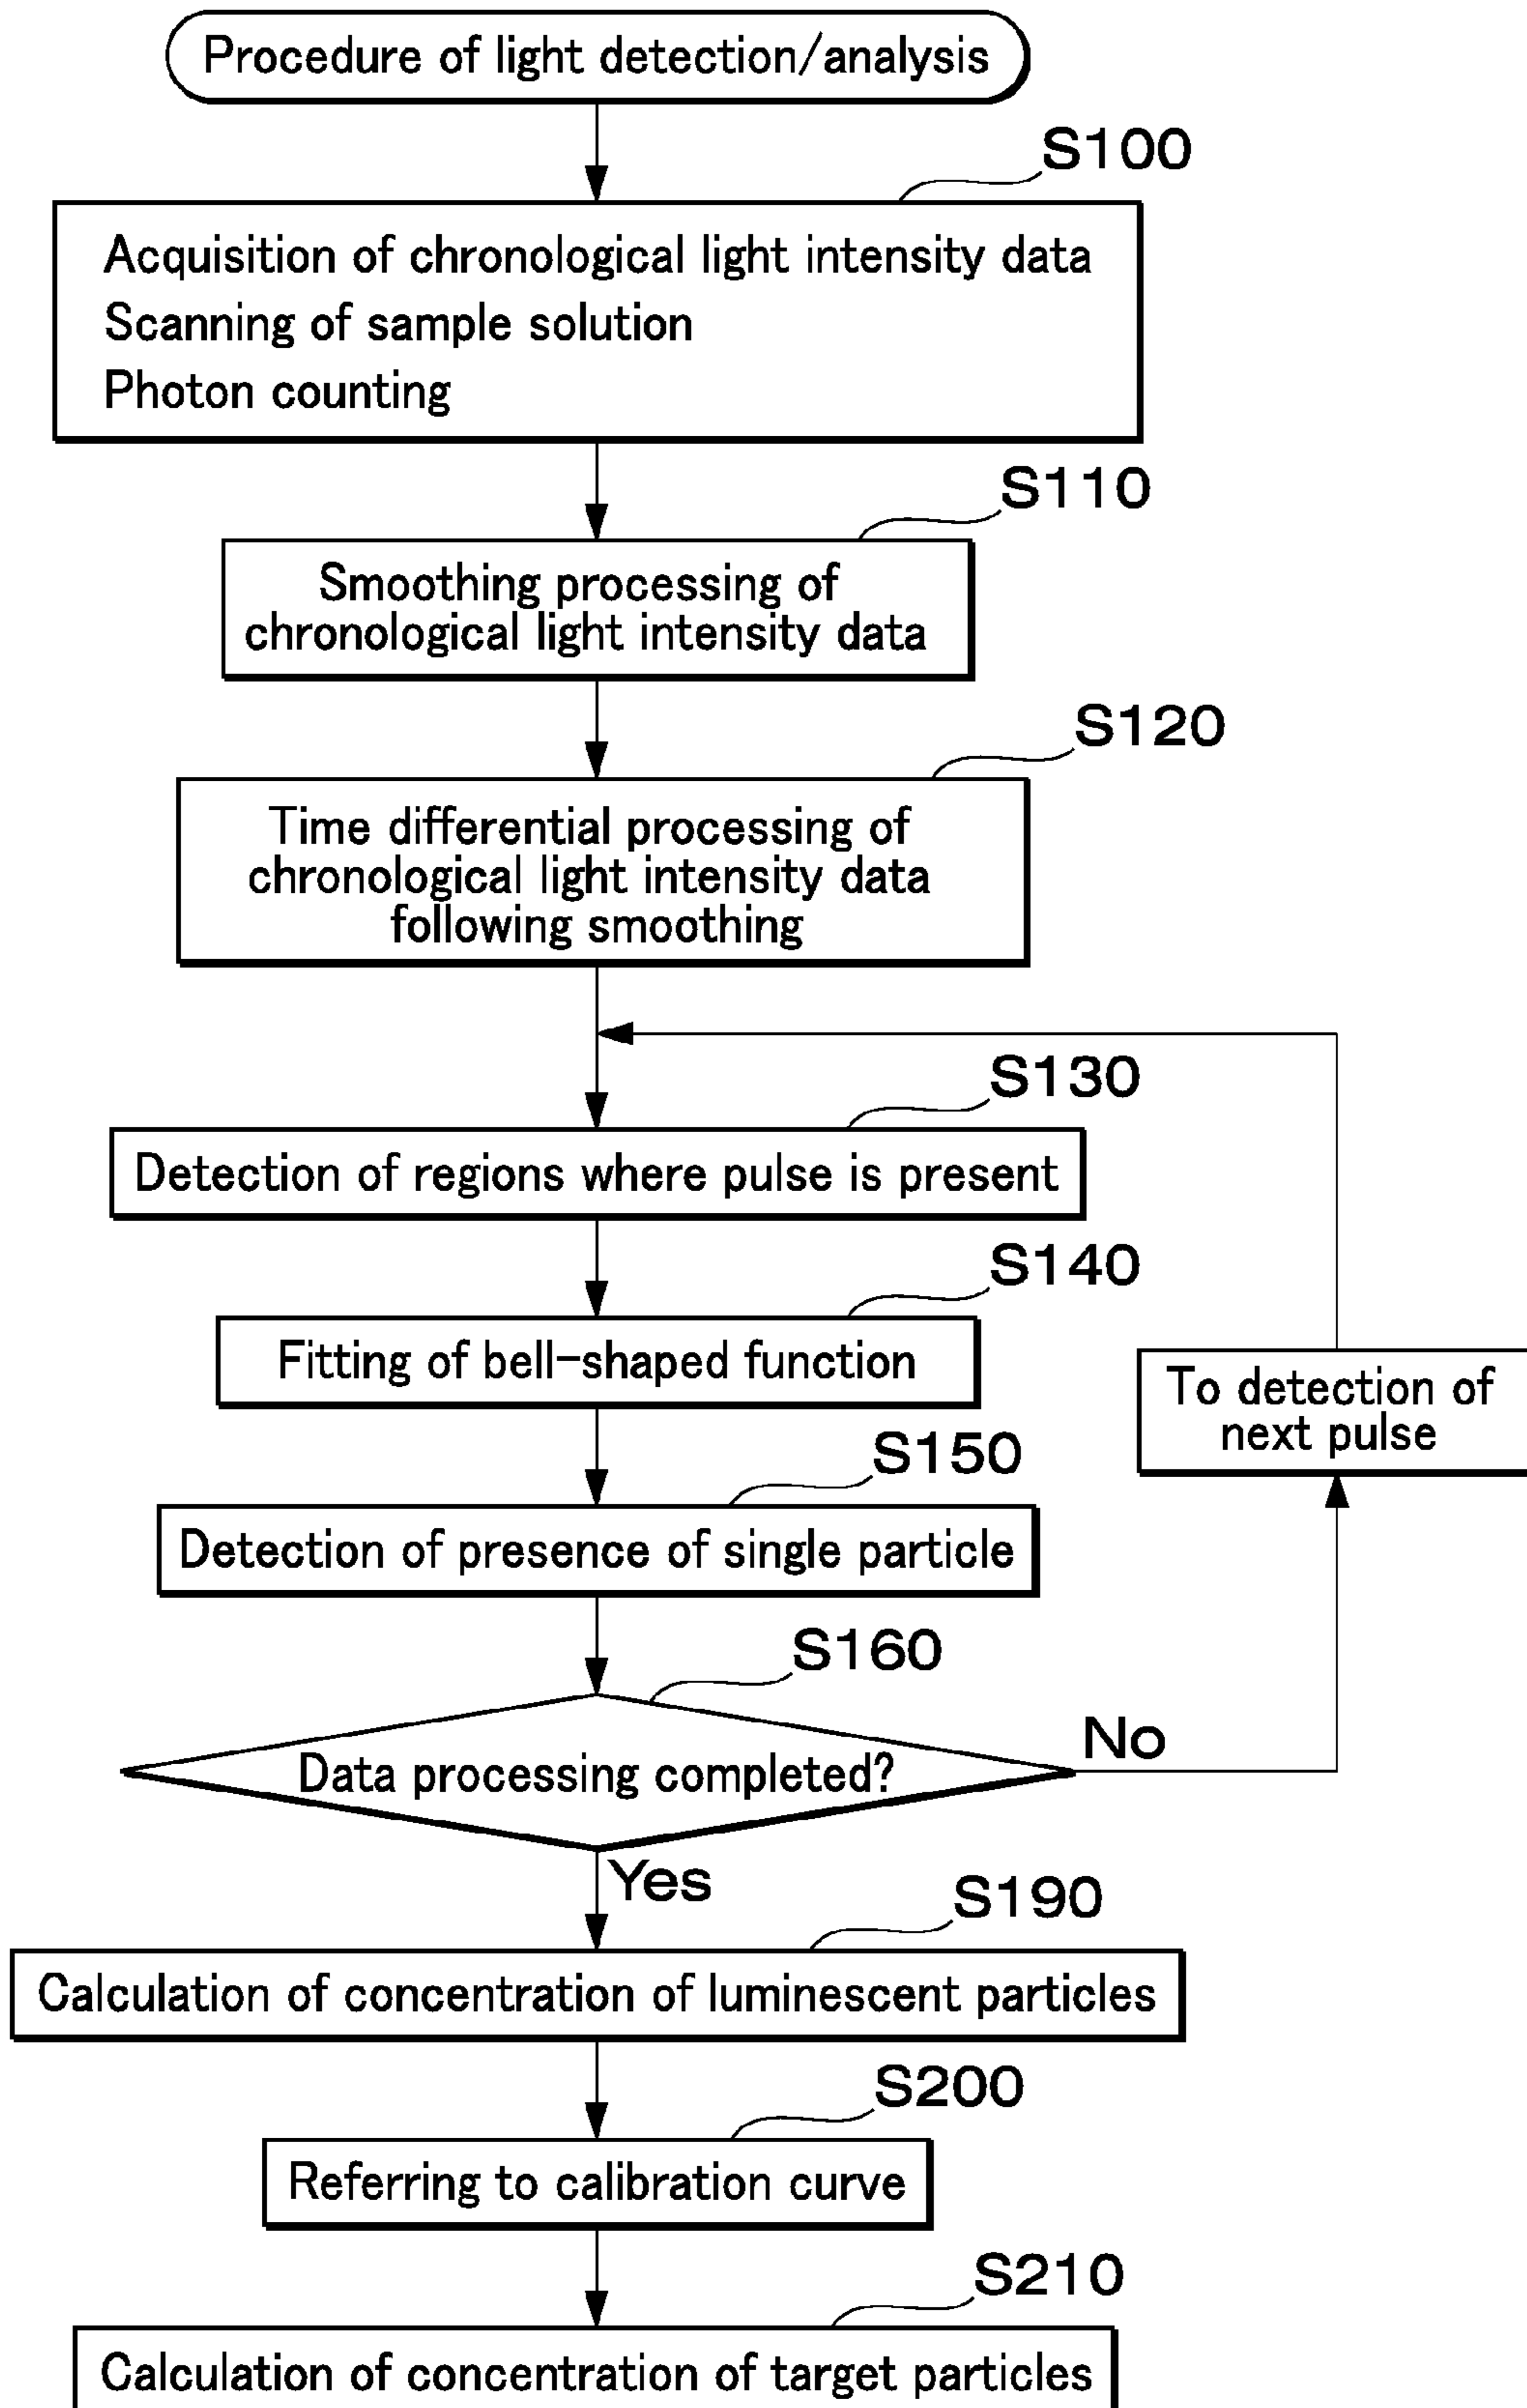 Procedure of light detection/analysis
S100
Acquisition of chronological light intensity data
Scanning of sample solution
Photon counting
S110
Smoothing processing of
chronological light intensity data
S120
Time differential processing of
chronological light intensity data
following smoothing
S130
Detection of regions where pulse is present
S140
Fitting of bell-shaped function
To detection of
next pulse
S150
Detection of presence of single particle
S160
Data processing completed?
No
Yes
S190
Calculation of concentration of luminescent particles
S200
Referring to calibration curve
S210
Calculation of concentration of target particles